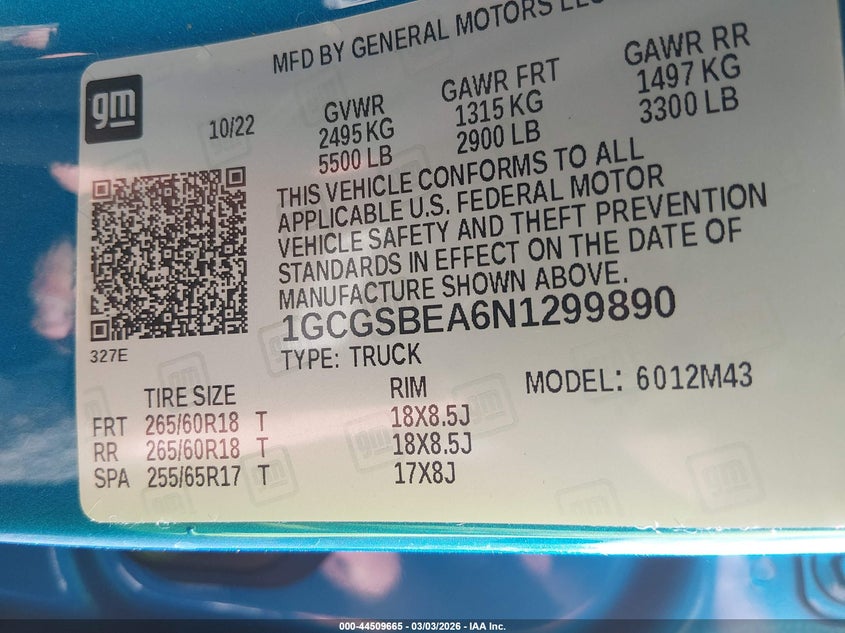 MFD BY GENERAL MOTORS LLC
gm
10/22
GVWR
2495 KG
5500 LB
GAWR FRT
1315 KG
2900 LB
GAWR RR
1497 KG
3300 LB
THIS VEHICLE CONFORMS TO ALL
APPLICABLE U.S. FEDERAL MOTOR
VEHICLE SAFETY AND THEFT PREVENTION
STANDARDS IN EFFECT ON THE DATE OF
MANUFACTURE SHOWN ABOVE.
1GCGSBEA6N1299890
327E
TYPE: TRUCK
MODEL: 6012M43
TIRE SIZE RIM
FRT 265/60R18 T 18X8.5J
RR 265/60R18 T 18X8.5J
SPA 255/65R17 T 17X8J
000-44509665 - 03/03/2026 - IAA Inc.